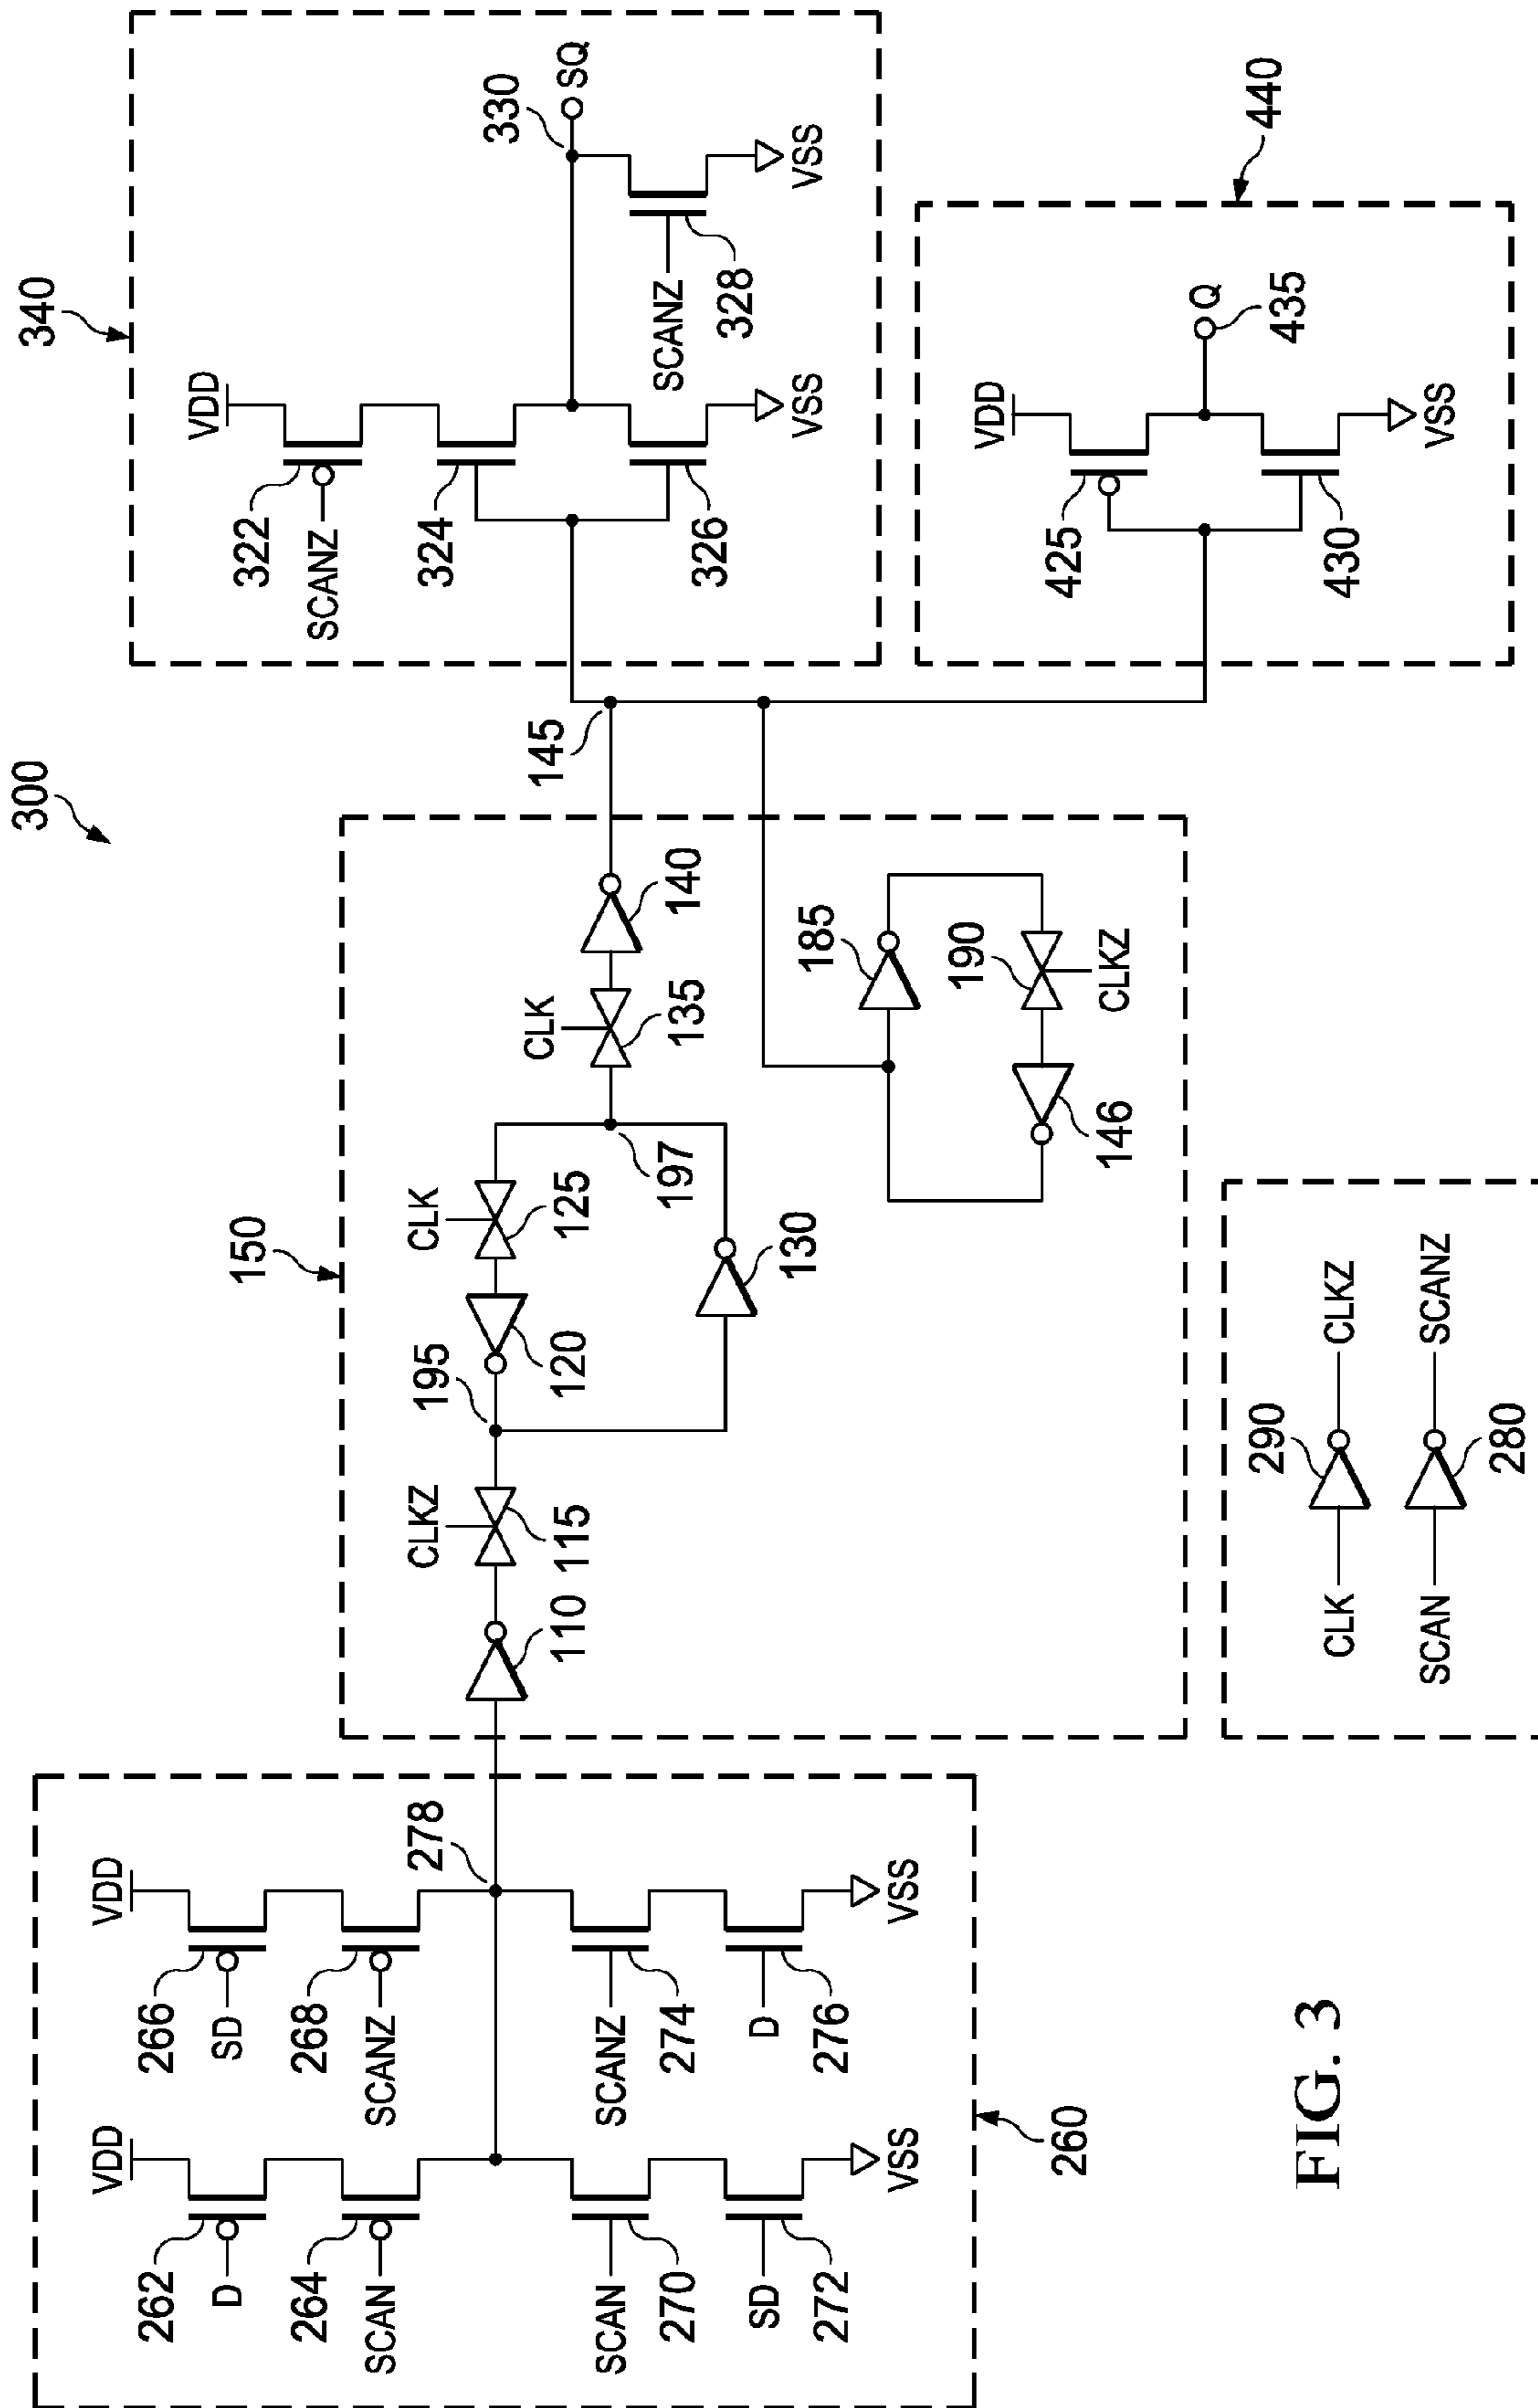 300
260
VDD
262
D
264
SCAN
270
SCAN
272
SD
VSS
VDD
266
SD
268
SCANZ
278
274
SCANZ
276
D
VSS
150
110
CLKZ
115
195
120
CLK
125
130
197
CLK
135
140
145
185
190
CLKZ
146
340
VDD
322
SCANZ
324
326
VSS
330
SQ
SCANZ
328
VSS
440
VDD
425
430
VSS
Q
435
CLK
290
CLKZ
SCAN
280
SCANZ
FIG. 3